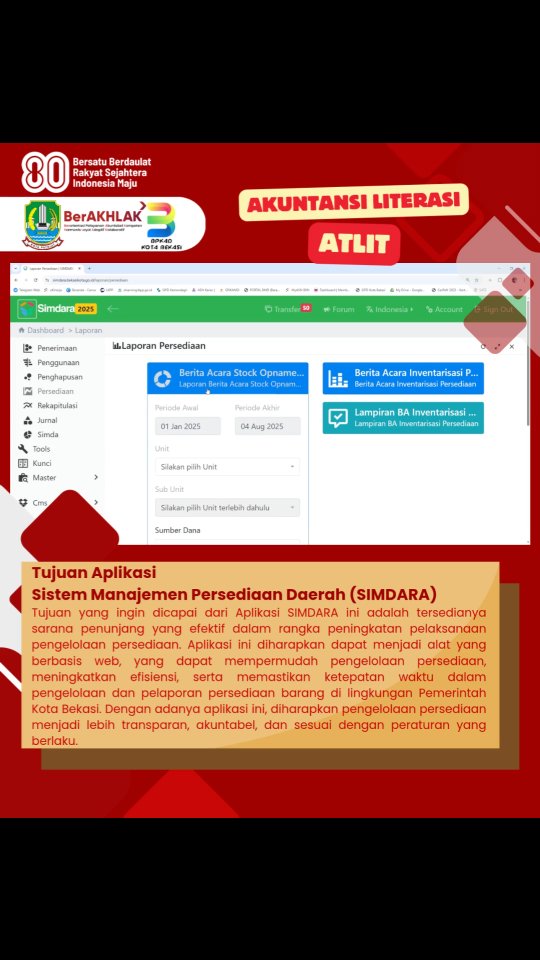 80 Bersatu Berdaulat
Rakyat Sejahtera
Indonesia Maju
BerAKHLAK
BPKAD
KOTA BEKASI
AKUNTANSI LITERASI
ATLIT
Simdara 2025
Transfer 50
Forum
Indonesia
Account
Sign Out
Dashboard > Laporan
Penerimaan
Penggunaan
Penghapusan
Persediaan
Rekapitulasi
Jurnal
Simda
Tools
Kunci
Master
Cms
Laporan Persediaan
Berita Acara Stock Opname...
Laporan Berita Acara Stock Opnam...
Periode Awal
Periode Akhir
01 Jan 2025
04 Aug 2025
Unit
Silakan pilih Unit
Sub Unit
Silakan pilih Unit terlebih dahulu
Sumber Dana
Berita Acara Inventarisasi P...
Berita Acara Inventarisasi Persediaan
Lampiran BA Inventarisasi ...
Lampiran BA Inventarisasi Persediaan
Tujuan Aplikasi
Sistem Manajemen Persediaan Daerah (SIMDARA)
Tujuan yang ingin dicapai dari Aplikasi SIMDARA ini adalah tersedianya
sarana penunjang yang efektif dalam rangka peningkatan pelaksanaan
pengelolaan persediaan. Aplikasi ini diharapkan dapat menjadi alat yang
berbasis web, yang dapat mempermudah pengelolaan persediaan,
meningkatkan efisiensi, serta memastikan ketepatan waktu dalam
pengelolaan dan pelaporan persediaan barang di lingkungan Pemerintah
Kota Bekasi. Dengan adanya aplikasi ini, diharapkan pengelolaan persediaan
menjadi lebih transparan, akuntabel, dan sesuai dengan peraturan yang
berlaku.